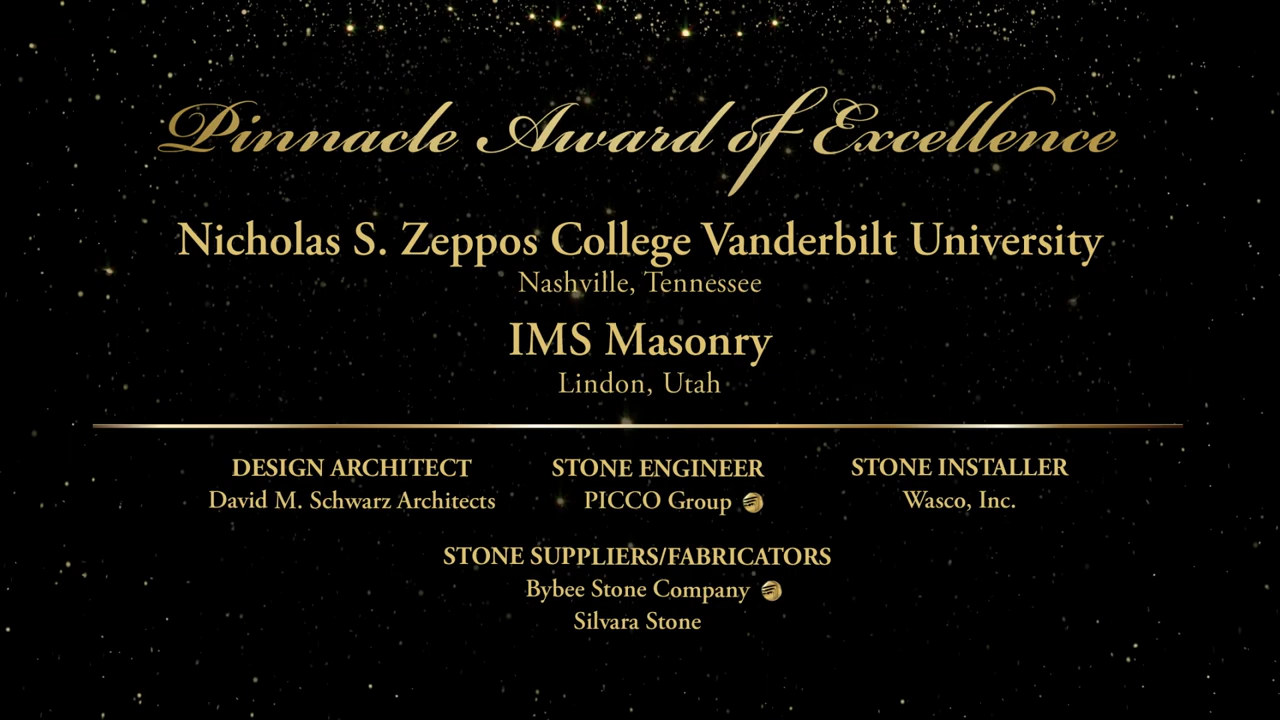 Pinnacle Award of Excellence
Nicholas S. Zeppos College Vanderbilt University
Nashville, Tennessee
IMS Masonry
Lindon, Utah
DESIGN ARCHITECT
David M. Schwarz Architects
STONE ENGINEER
PICCO Group
STONE INSTALLER
Wasco, Inc.
STONE SUPPLIERS/FABRICATORS
Bybee Stone Company
Silvara Stone